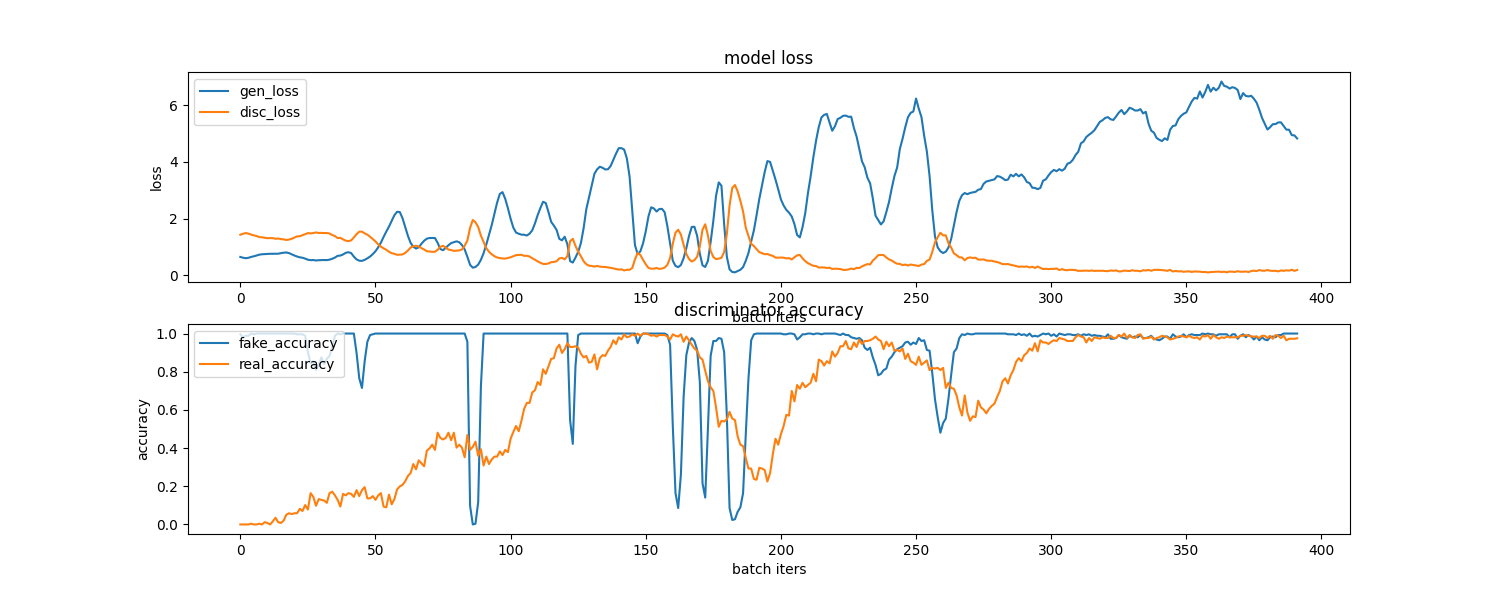 model loss
gen_loss
disc_loss
6
4
2
0
loss
0 50 100 150 200 250 300 350 400
batch iters
discriminator accuracy
fake_accuracy
real_accuracy
1.0
0.8
0.6
0.4
0.2
0.0
accuracy
0 50 100 150 200 250 300 350 400
batch iters